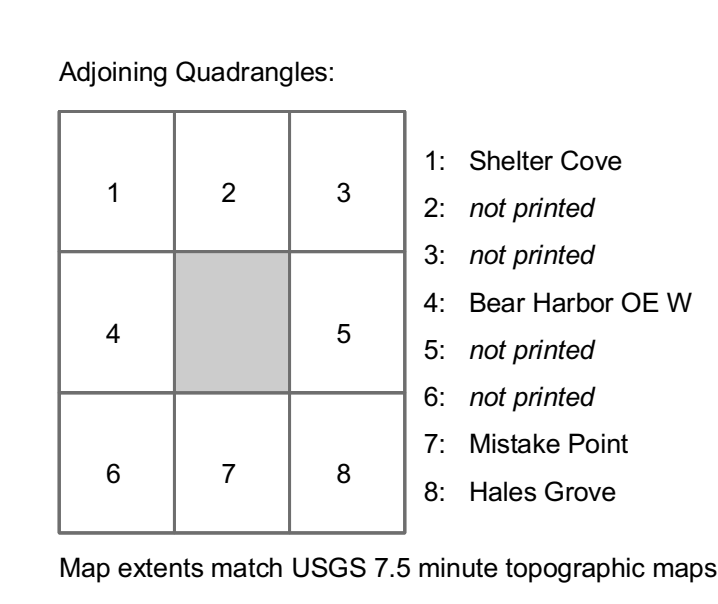 Adjoining Quadrangles:
1 2 3
4 5
6 7 8
1: Shelter Cove
2: not printed
3: not printed
4: Bear Harbor OE W
5: not printed
6: not printed
7: Mistake Point
8: Hales Grove
Map extents match USGS 7.5 minute topographic maps